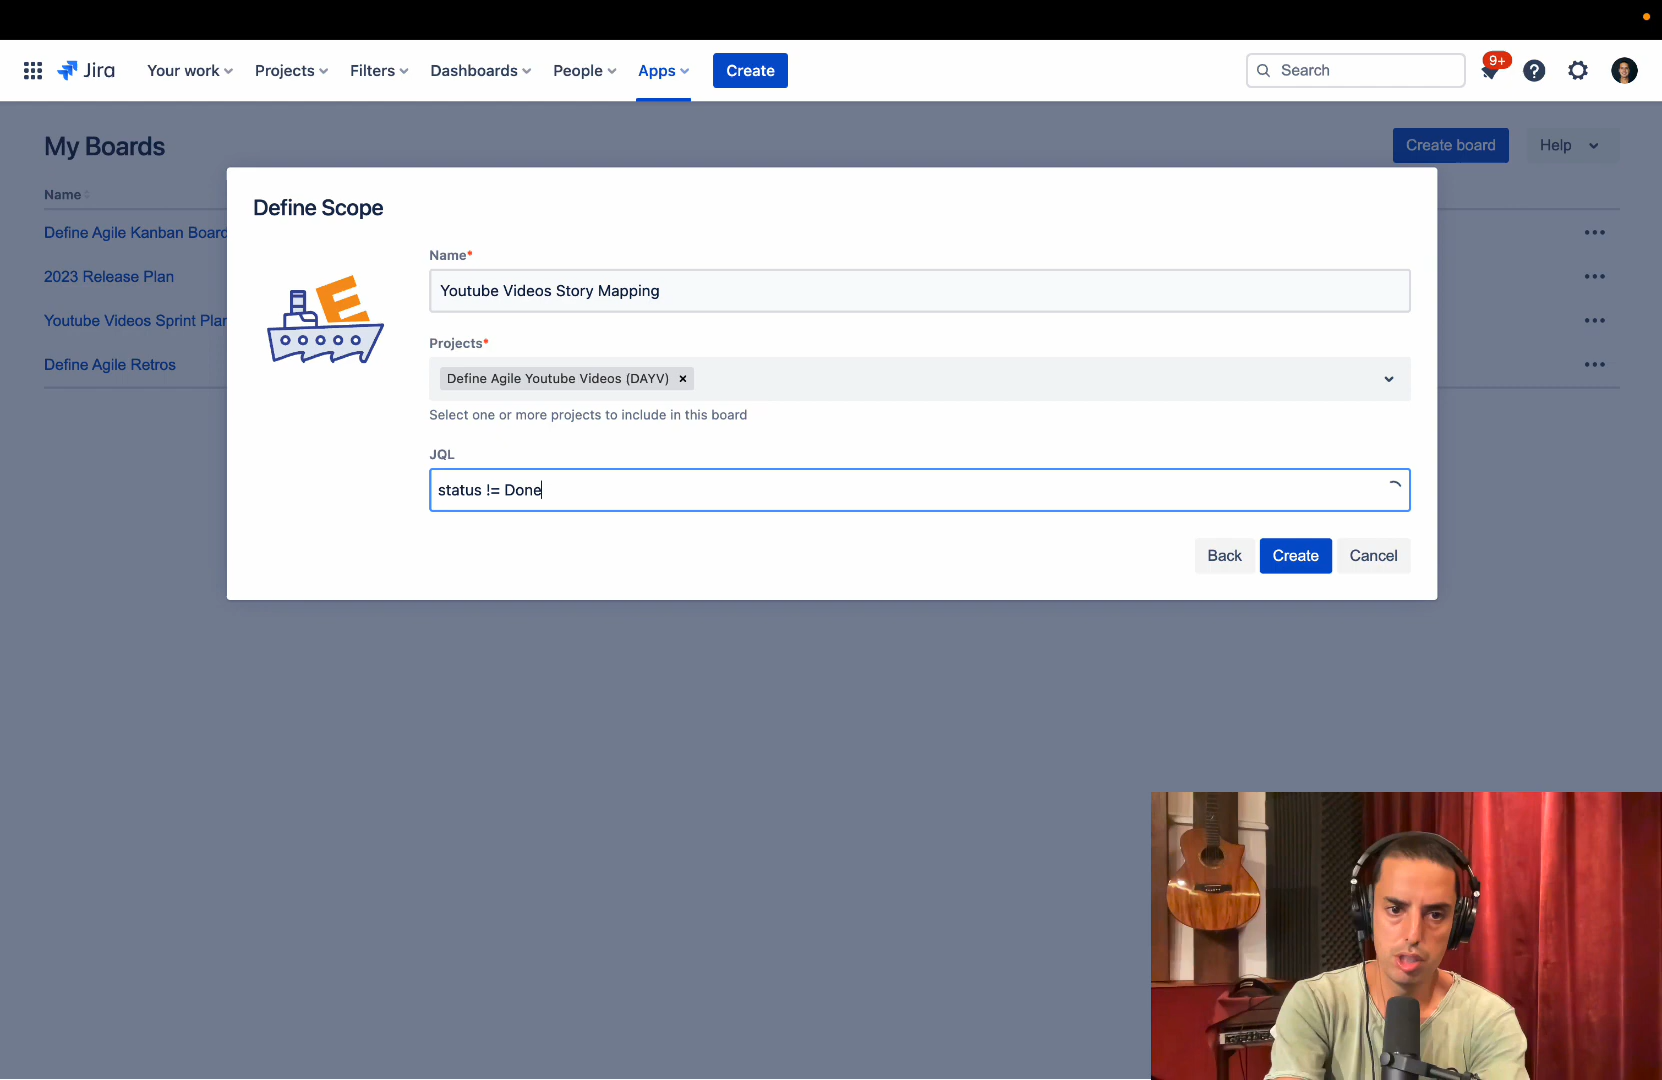 Jira
Your work
Projects
Filters
Dashboards
People
Apps
Create
Search
9+
My Boards
Create board
Help
Name
Define Agile Kanban Board
2023 Release Plan
Youtube Videos Sprint Plan
Define Agile Retros
Define Scope
Name*
Youtube Videos Story Mapping
Projects*
Define Agile Youtube Videos (DAYV)
Select one or more projects to include in this board
JQL
status != Done
Back
Create
Cancel